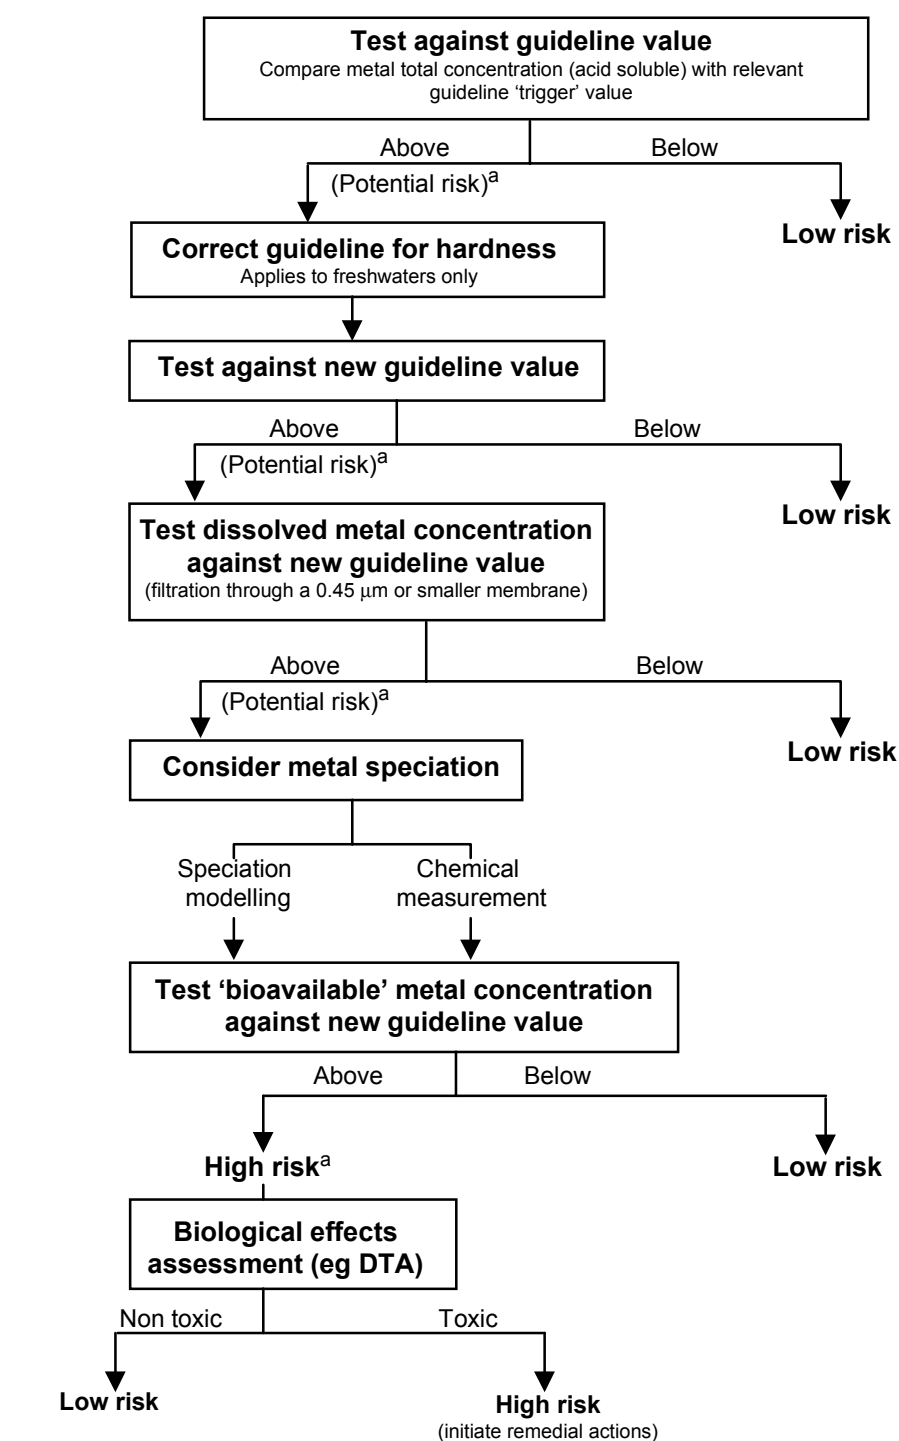 Test against guideline value
Compare metal total concentration (acid soluble) with relevant
guideline ‘trigger’ value
Above
Below
(Potential risk)a
Low risk
Correct guideline for hardness
Applies to freshwaters only
Test against new guideline value
Above
Below
(Potential risk)a
Low risk
Test dissolved metal concentration
against new guideline value
(filtration through a 0.45 μm or smaller membrane)
Above
Below
(Potential risk)a
Low risk
Consider metal speciation
Speciation
modelling
Chemical
measurement
Test ‘bioavailable’ metal concentration
against new guideline value
Above
Below
High riska
Low risk
Biological effects
assessment (eg DTA)
Non toxic
Toxic
Low risk
High risk
(initiate remedial actions)